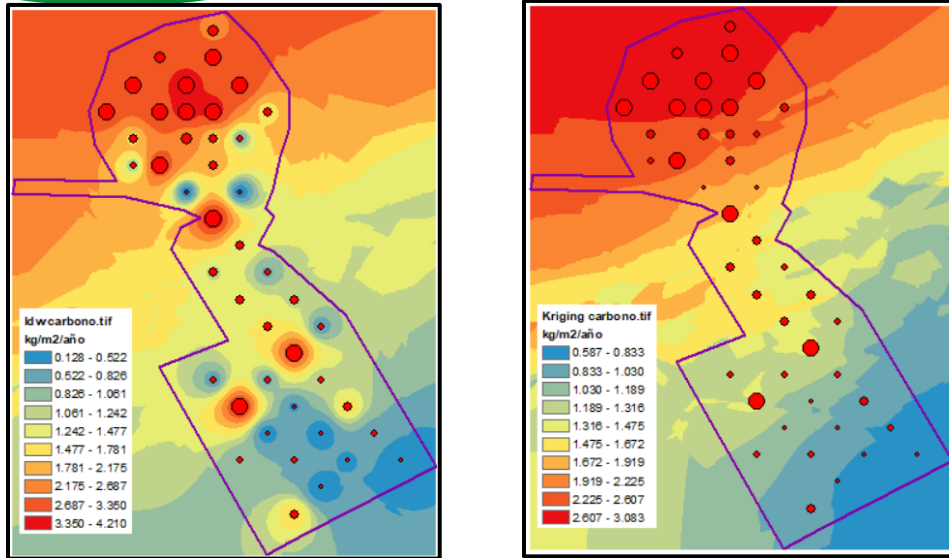 Idwcarbono.tif
kg/m2/año
0.128 - 0.522
0.522 - 0.826
0.826 - 1.061
1.061 - 1.242
1.242 - 1.477
1.477 - 1.781
1.781 - 2.175
2.175 - 2.687
2.687 - 3.350
3.350 - 4.210
Kriging carbono.tif
kg/m2/año
0.587 - 0.833
0.833 - 1.030
1.030 - 1.189
1.189 - 1.316
1.316 - 1.475
1.475 - 1.672
1.672 - 1.919
1.919 - 2.225
2.225 - 2.607
2.607 - 3.083